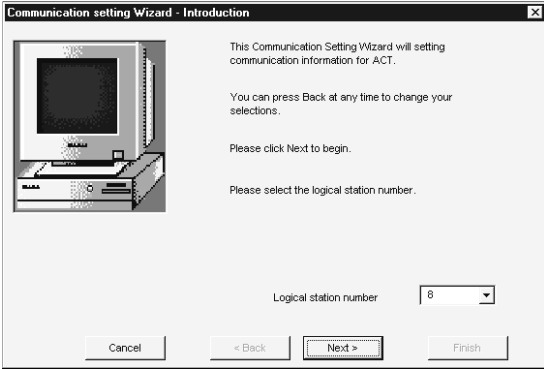 Communication setting Wizard - Introduction
This Communication Setting Wizard will setting
communication information for ACT.
You can press Back at any time to change your
selections.
Please click Next to begin.
Please select the logical station number.
Logical station number 8
Cancel < Back Next > Finish